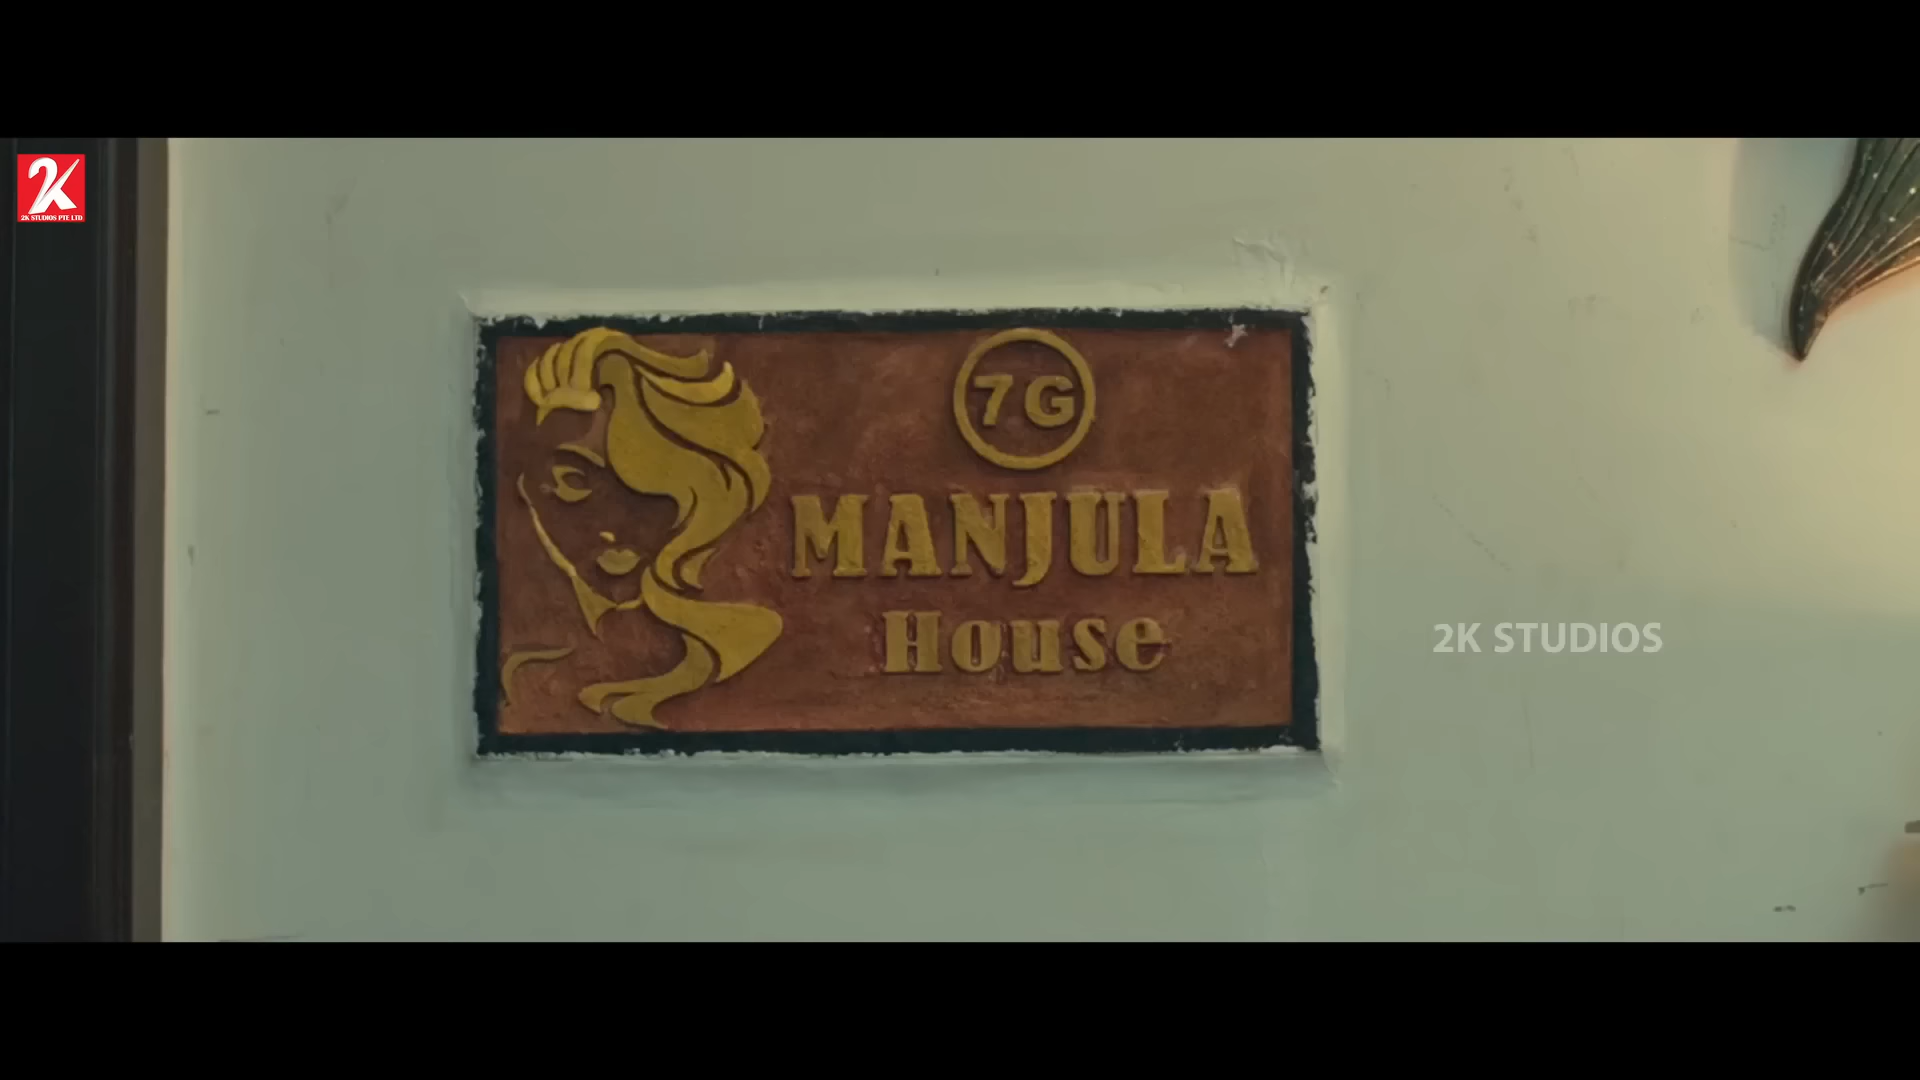 2K
2K STUDIOS PTE LTD
7G
MANJULA
House
2K STUDIOS